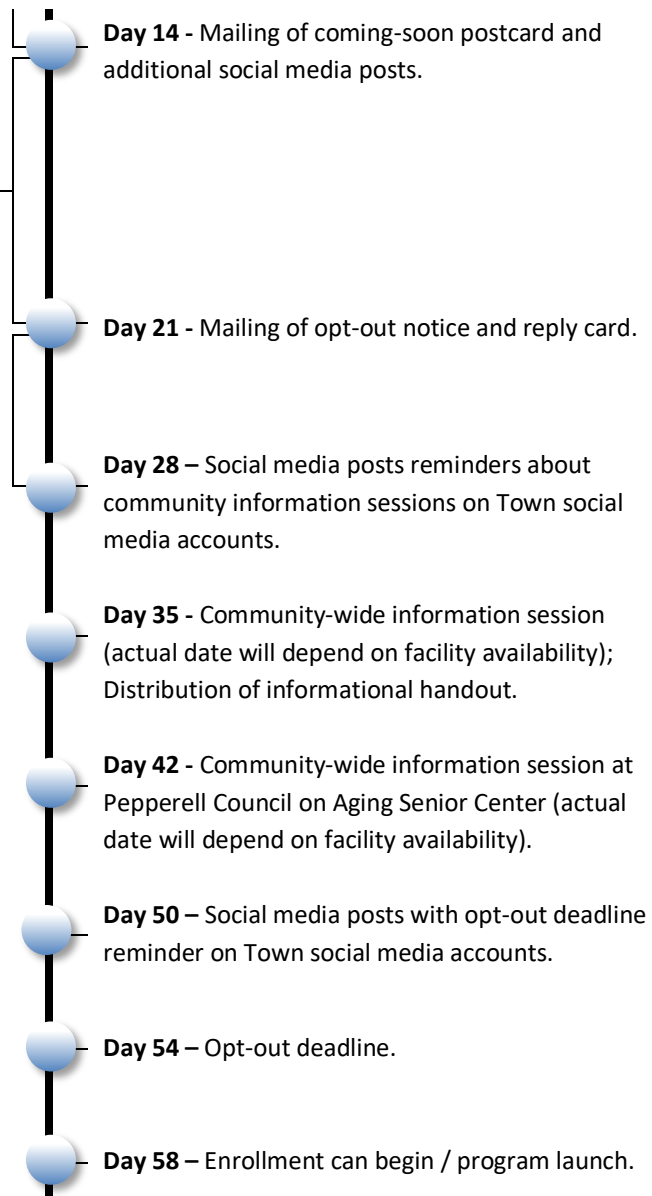 Day 14 - Mailing of coming-soon postcard and
additional social media posts.
Day 21 - Mailing of opt-out notice and reply card.
Day 28 – Social media posts reminders about
community information sessions on Town social
media accounts.
Day 35 - Community-wide information session
(actual date will depend on facility availability);
Distribution of informational handout.
Day 42 - Community-wide information session at
Pepperell Council on Aging Senior Center (actual
date will depend on facility availability).
Day 50 – Social media posts with opt-out deadline
reminder on Town social media accounts.
Day 54 – Opt-out deadline.
Day 58 – Enrollment can begin / program launch.